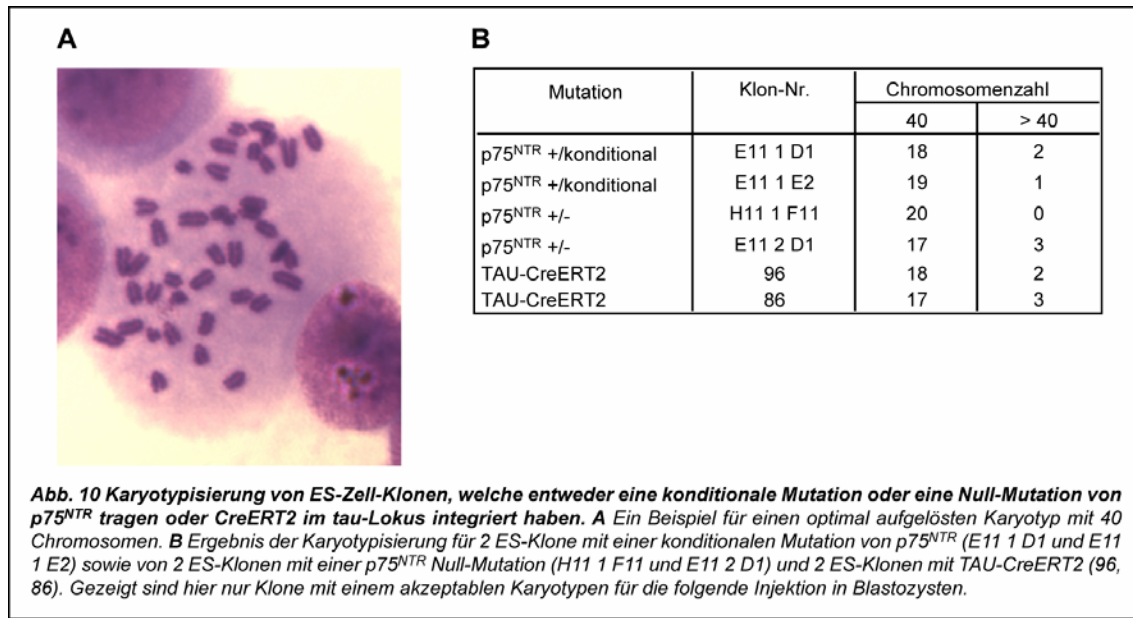 A
B
Mutation Klon-Nr. Chromosomenzahl
40 > 40
p75NTR +/konditional E11 1 D1 18 2
p75NTR +/konditional E11 1 E2 19 1
p75NTR +/- H11 1 F11 20 0
p75NTR +/- E11 2 D1 17 3
TAU-CreERT2 96 18 2
TAU-CreERT2 86 17 3
Abb. 10 Karyotypisierung von ES-Zell-Klonen, welche entweder eine konditionale Mutation oder eine Null-Mutation von
p75NTR tragen oder CreERT2 im tau-Lokus integriert haben. A Ein Beispiel für einen optimal aufgelösten Karyotyp mit 40
Chromosomen. B Ergebnis der Karyotypisierung für 2 ES-Klone mit einer konditionalen Mutation von p75NTR (E11 1 D1 und E11
1 E2) sowie von 2 ES-Klonen mit einer p75NTR Null-Mutation (H11 1 F11 und E11 2 D1) und 2 ES-Klonen mit TAU-CreERT2 (96,
86). Gezeigt sind hier nur Klone mit einem akzeptablen Karyotypen für die folgende Injektion in Blastozysten.